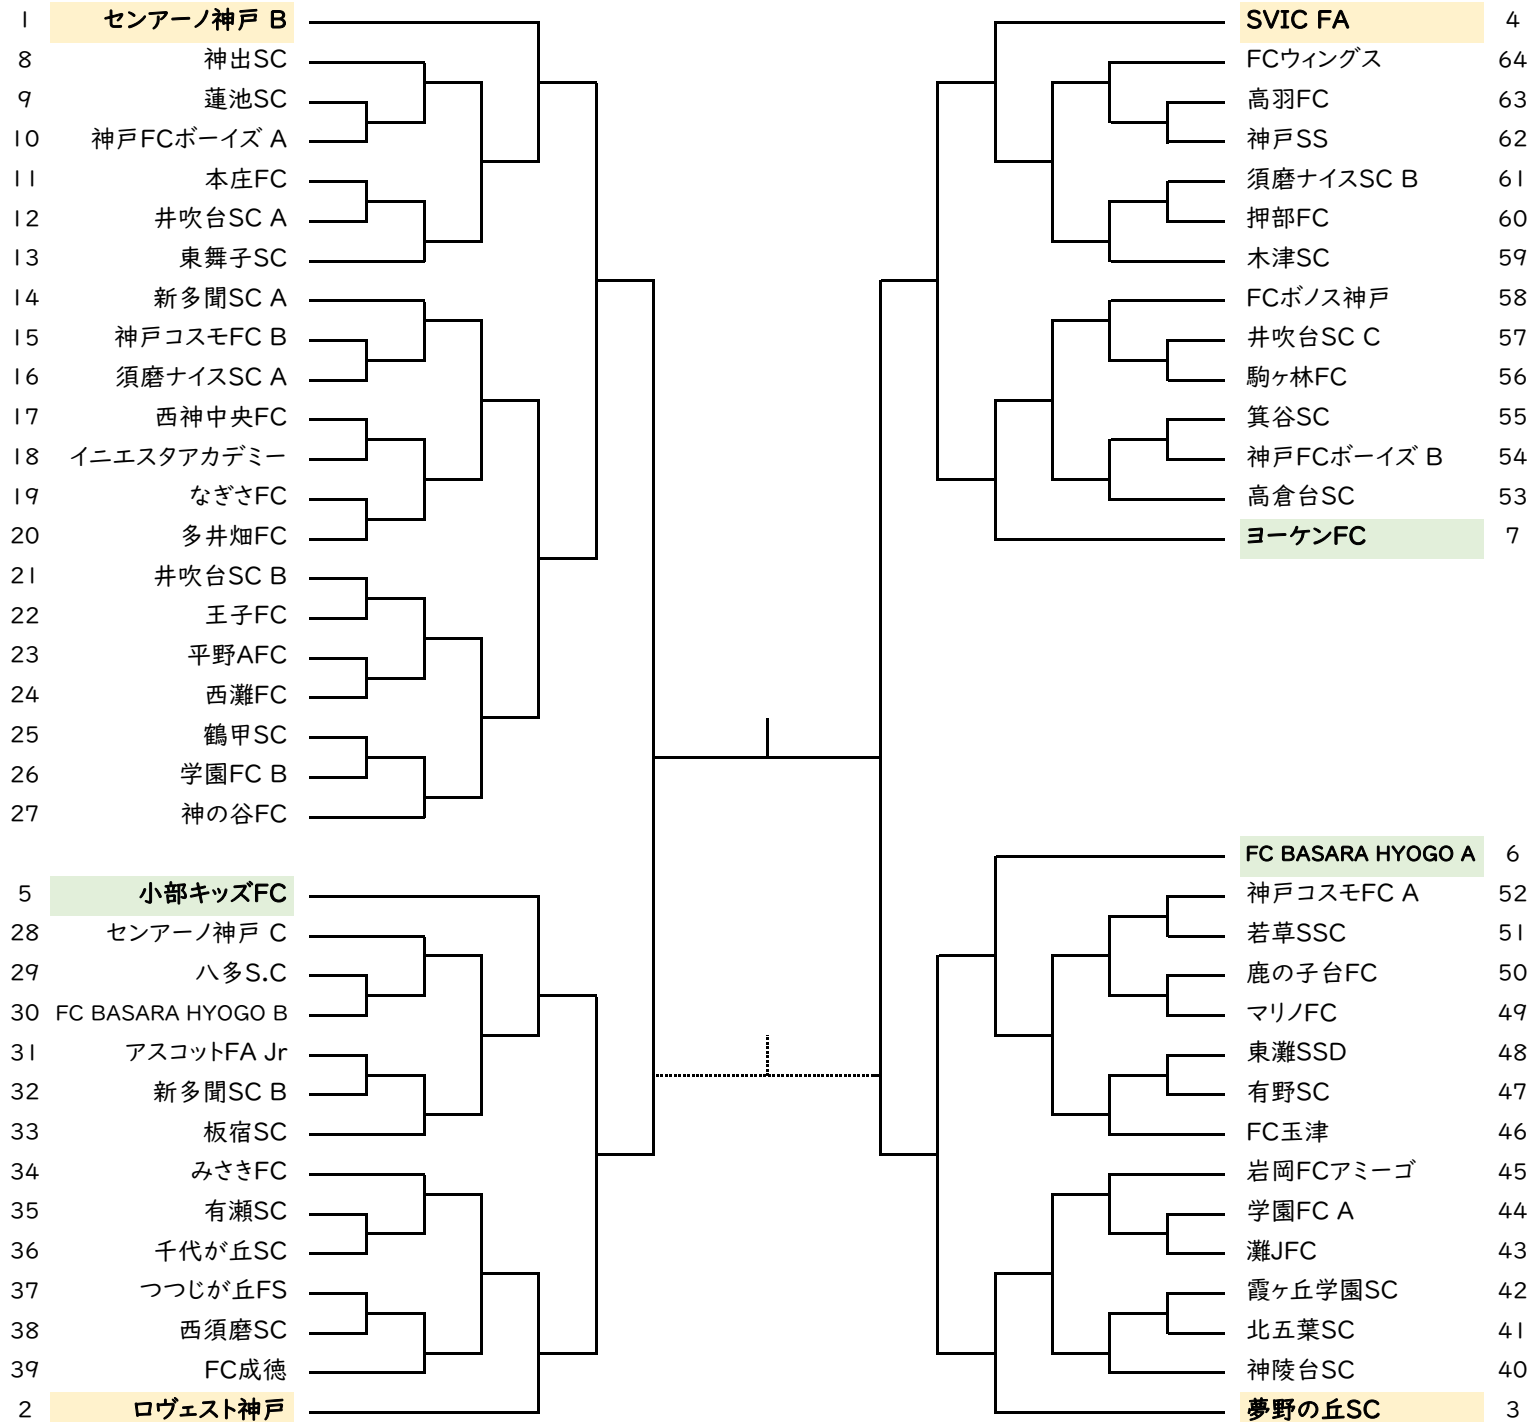 1 センアーノ神戸 B
8 神出SC
9 蓮池SC
10 神戸FCボーイズ A
11 本庄FC
12 井吹台SC A
13 東舞子SC
14 新多聞SC A
15 神戸コスモFC B
16 須磨ナイスSC A
17 西神中央FC
18 イニエスタアカデミー
19 なぎさFC
20 多井畑FC
21 井吹台SC B
22 王子FC
23 平野AFC
24 西灘FC
25 鶴甲SC
26 学園FC B
27 神の谷FC
5 小部キッズFC
28 センアーノ神戸 C
29 八多S.C
30 FC BASARA HYOGO B
31 アスコットFA Jr
32 新多聞SC B
33 板宿SC
34 みさきFC
35 有瀬SC
36 千代が丘SC
37 つつじが丘FS
38 西須磨SC
39 FC成徳
2 ロヴェスト神戸
SVIC FA 4
FCウィングス 64
高羽FC 63
神戸SS 62
須磨ナイスSC B 61
押部FC 60
木津SC 59
FCボノス神戸 58
井吹台SC C 57
駒ヶ林FC 56
箕谷SC 55
神戸FCボーイズ B 54
高倉台SC 53
ヨーケンFC 7
FC BASARA HYOGO A 6
神戸コスモFC A 52
若草SSC 51
鹿の子台FC 50
マリノFC 49
東灘SSD 48
有野SC 47
FC玉津 46
岩岡FCアミーゴ 45
学園FC A 44
灘JFC 43
霞ヶ丘学園SC 42
北五葉SC 41
神陵台SC 40
夢野の丘SC 3